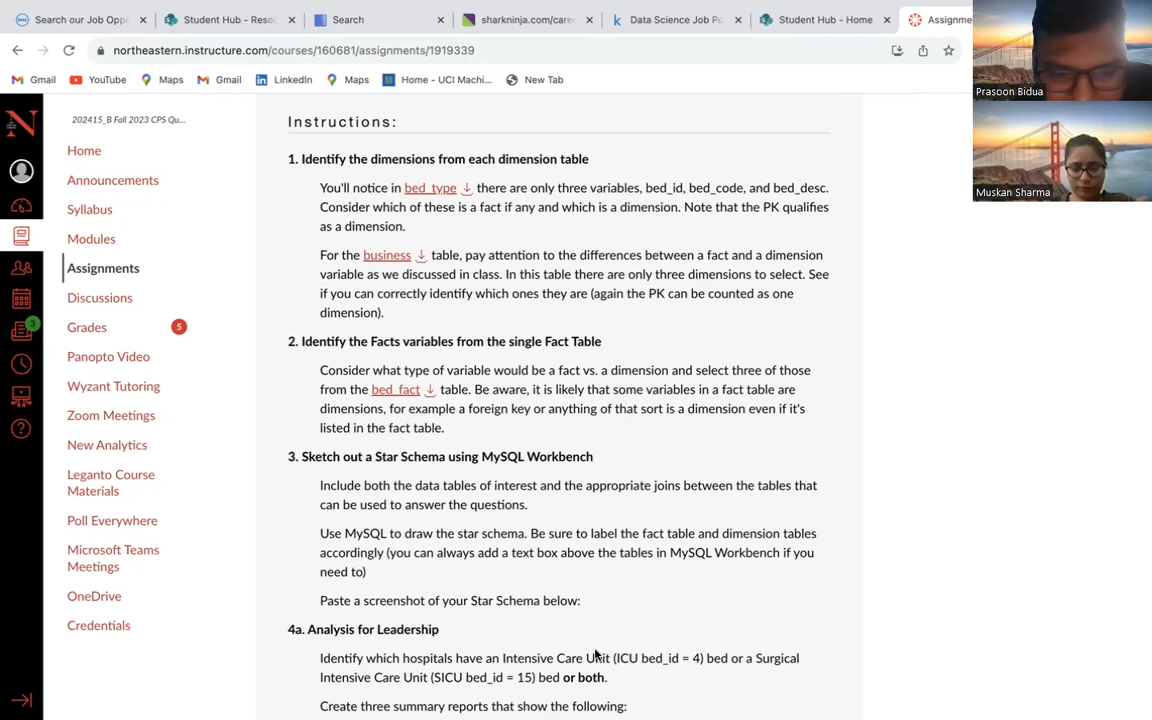 Search our Job Oppo
Student Hub - Reso
Search
sharkninja.com/care
Data Science Job Po
Student Hub - Home
Assignme
northeastern.instructure.com/courses/160681/assignments/1919339
Gmail
YouTube
Maps
Gmail
LinkedIn
Maps
Home - UCI Machi...
New Tab
Prasoon Bidua
Muskan Sharma
202415_B Fall 2023 CPS Qu...
Home
Announcements
Syllabus
Modules
Assignments
Discussions
Grades 5
Panopto Video
3
Wyzant Tutoring
Zoom Meetings
New Analytics
Leganto Course
Materials
Poll Everywhere
Microsoft Teams
Meetings
OneDrive
Credentials
Instructions:
1. Identify the dimensions from each dimension table
You'll notice in bed_type there are only three variables, bed_id, bed_code, and bed_desc.
Consider which of these is a fact if any and which is a dimension. Note that the PK qualifies
as a dimension.
For the business table, pay attention to the differences between a fact and a dimension
variable as we discussed in class. In this table there are only three dimensions to select. See
if you can correctly identify which ones they are (again the PK can be counted as one
dimension).
2. Identify the Facts variables from the single Fact Table
Consider what type of variable would be a fact vs. a dimension and select three of those
from the bed_fact table. Be aware, it is likely that some variables in a fact table are
dimensions, for example a foreign key or anything of that sort is a dimension even if it's
listed in the fact table.
3. Sketch out a Star Schema using MySQL Workbench
Include both the data tables of interest and the appropriate joins between the tables that
can be used to answer the questions.
Use MySQL to draw the star schema. Be sure to label the fact table and dimension tables
accordingly (you can always add a text box above the tables in MySQL Workbench if you
need to)
Paste a screenshot of your Star Schema below:
4a. Analysis for Leadership
Identify which hospitals have an Intensive Care Unit (ICU bed_id = 4) bed or a Surgical
Intensive Care Unit (SICU bed_id = 15) bed or both.
Create three summary reports that show the following: